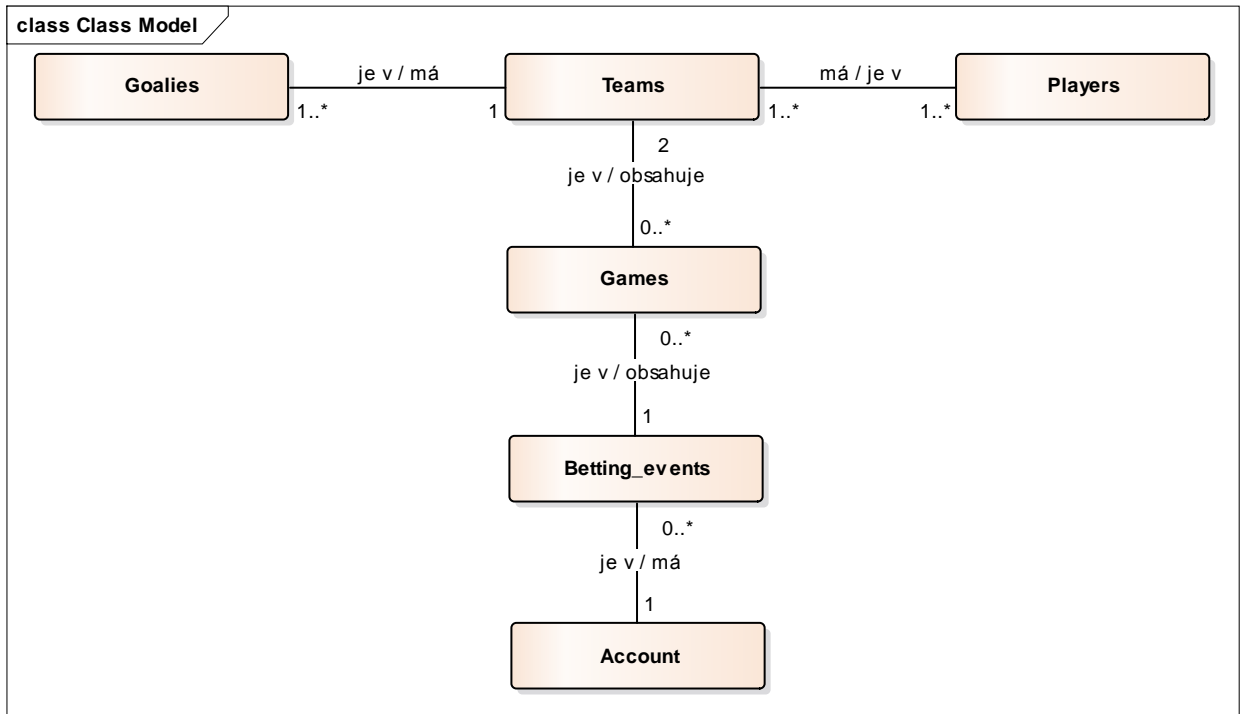 class Class Model
Goalies
je v / má
1..*
1
Teams
má / je v
1..*
1..*
Players
2
je v / obsahuje
0..*
Games
0..*
je v / obsahuje
1
Betting_events
0..*
je v / má
1
Account